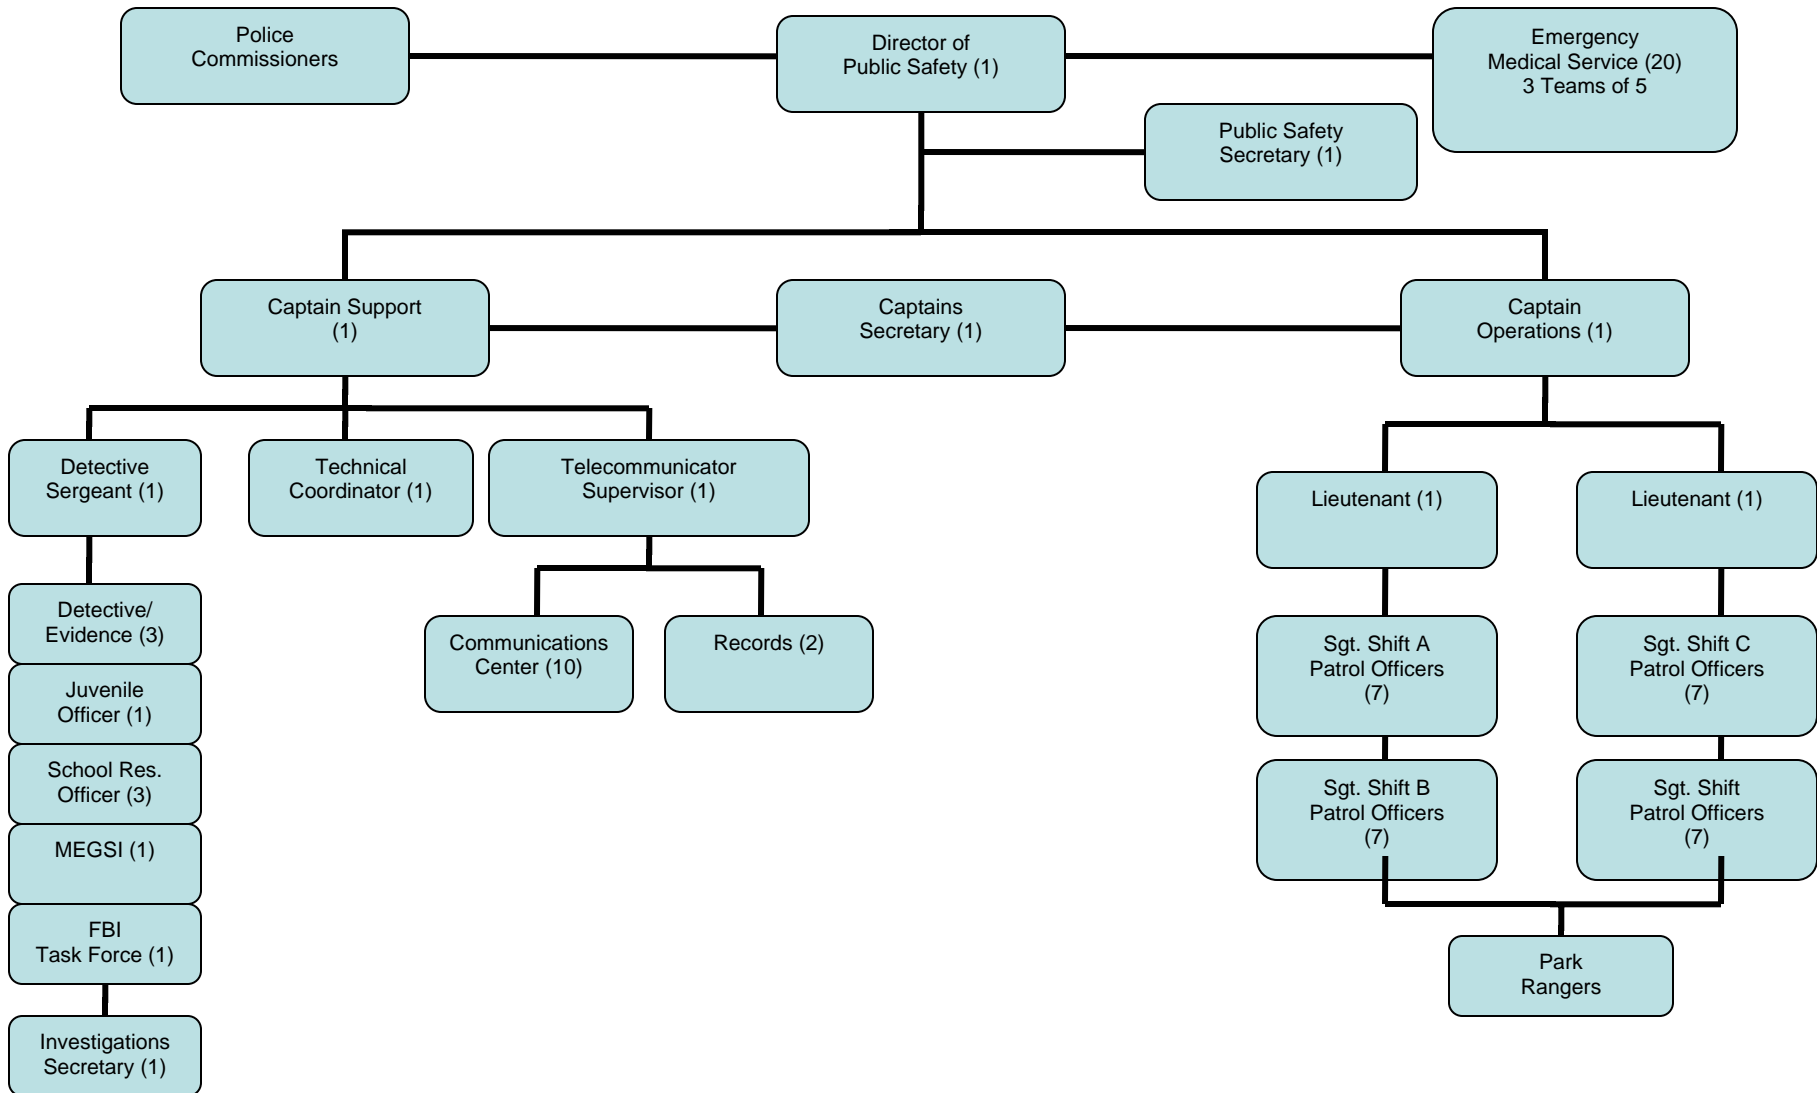 Police
Commissioners
Director of
Public Safety (1)
Emergency
Medical Service (20)
3 Teams of 5
Public Safety
Secretary (1)
Captain Support
(1)
Captains
Secretary (1)
Captain
Operations (1)
Detective
Sergeant (1)
Technical
Coordinator (1)
Telecommunicator
Supervisor (1)
Lieutenant (1)
Lieutenant (1)
Detective/
Evidence (3)
Juvenile
Officer (1)
School Res.
Officer (3)
MEGSI (1)
FBI
Task Force (1)
Investigations
Secretary (1)
Communications
Center (10)
Records (2)
Sgt. Shift A
Patrol Officers
(7)
Sgt. Shift C
Patrol Officers
(7)
Sgt. Shift B
Patrol Officers
(7)
Sgt. Shift
Patrol Officers
(7)
Park
Rangers